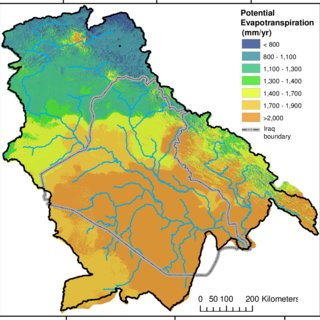 Potential
Evapotranspiration
(mm/yr)
< 800
800 - 1,100
1,100 - 1,300
1,300 - 1,400
1,400 - 1,700
1,700 - 1,900
>2,000
Iraq
boundary
0 50 100 200 Kilometers